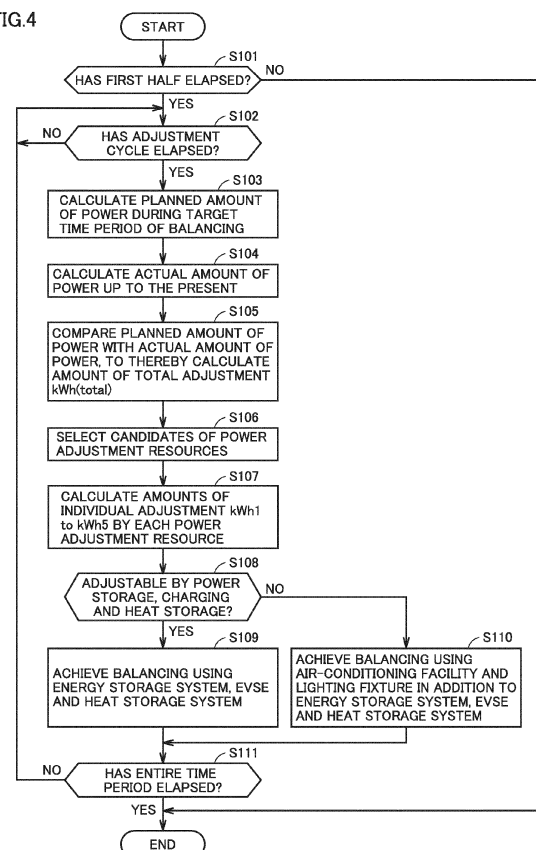 FIG.4
START
S101
HAS FIRST HALF ELAPSED?
NO
YES
S102
NO
HAS ADJUSTMENT
CYCLE ELAPSED?
YES
S103
CALCULATE PLANNED AMOUNT
OF POWER DURING TARGET
TIME PERIOD OF BALANCING
S104
CALCULATE ACTUAL AMOUNT OF
POWER UP TO THE PRESENT
S105
COMPARE PLANNED AMOUNT OF
POWER WITH ACTUAL AMOUNT OF
POWER, TO THEREBY CALCULATE
AMOUNT OF TOTAL ADJUSTMENT
kWh(total)
S106
SELECT CANDIDATES OF POWER
ADJUSTMENT RESOURCES
S107
CALCULATE AMOUNTS OF
INDIVIDUAL ADJUSTMENT kWh1
to kWh5 BY EACH POWER
ADJUSTMENT RESOURCE
S108
ADJUSTABLE BY POWER
STORAGE, CHARGING
AND HEAT STORAGE?
NO
YES
S109
ACHIEVE BALANCING USING
ENERGY STORAGE SYSTEM, EVSE
AND HEAT STORAGE SYSTEM
S110
ACHIEVE BALANCING USING
AIR-CONDITIONING FACILITY AND
LIGHTING FIXTURE IN ADDITION TO
ENERGY STORAGE SYSTEM, EVSE
AND HEAT STORAGE SYSTEM
S111
NO
HAS ENTIRE TIME
PERIOD ELAPSED?
YES
END